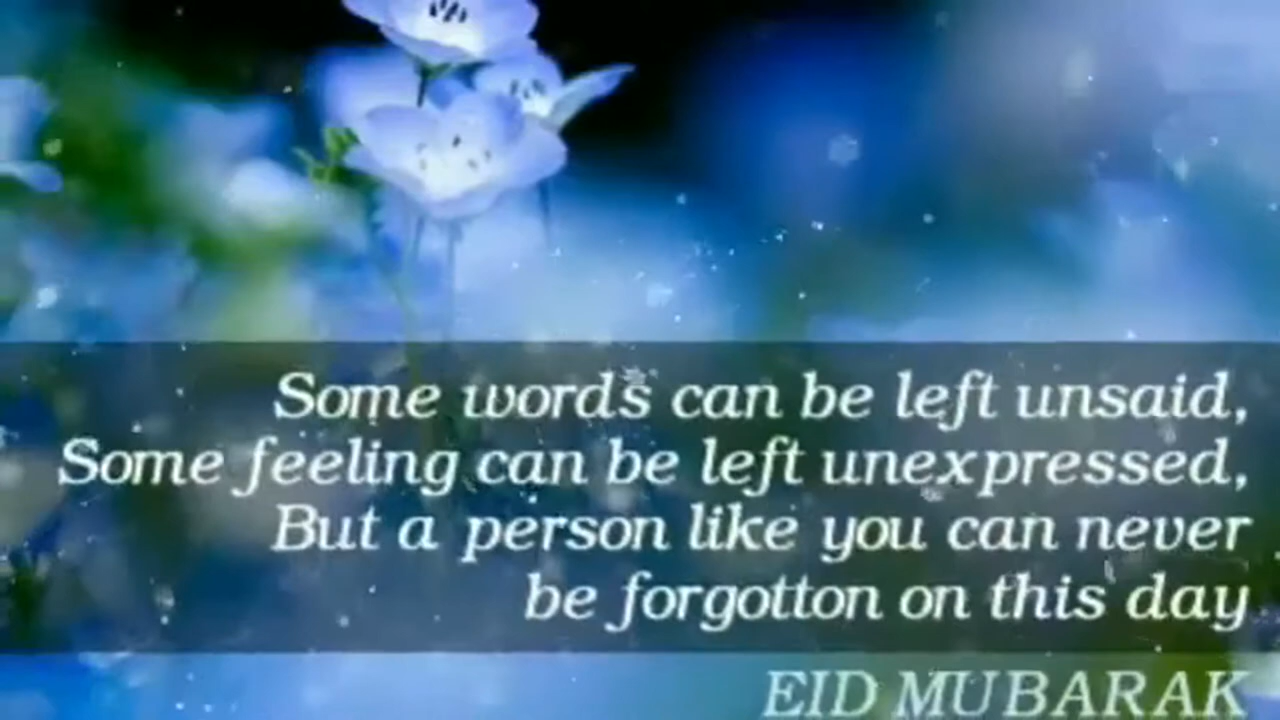 Some words can be left unsaid,
Some feeling can be left unexpressed,
But a person like you can never
be forgotton on this day
EID MUBARAK